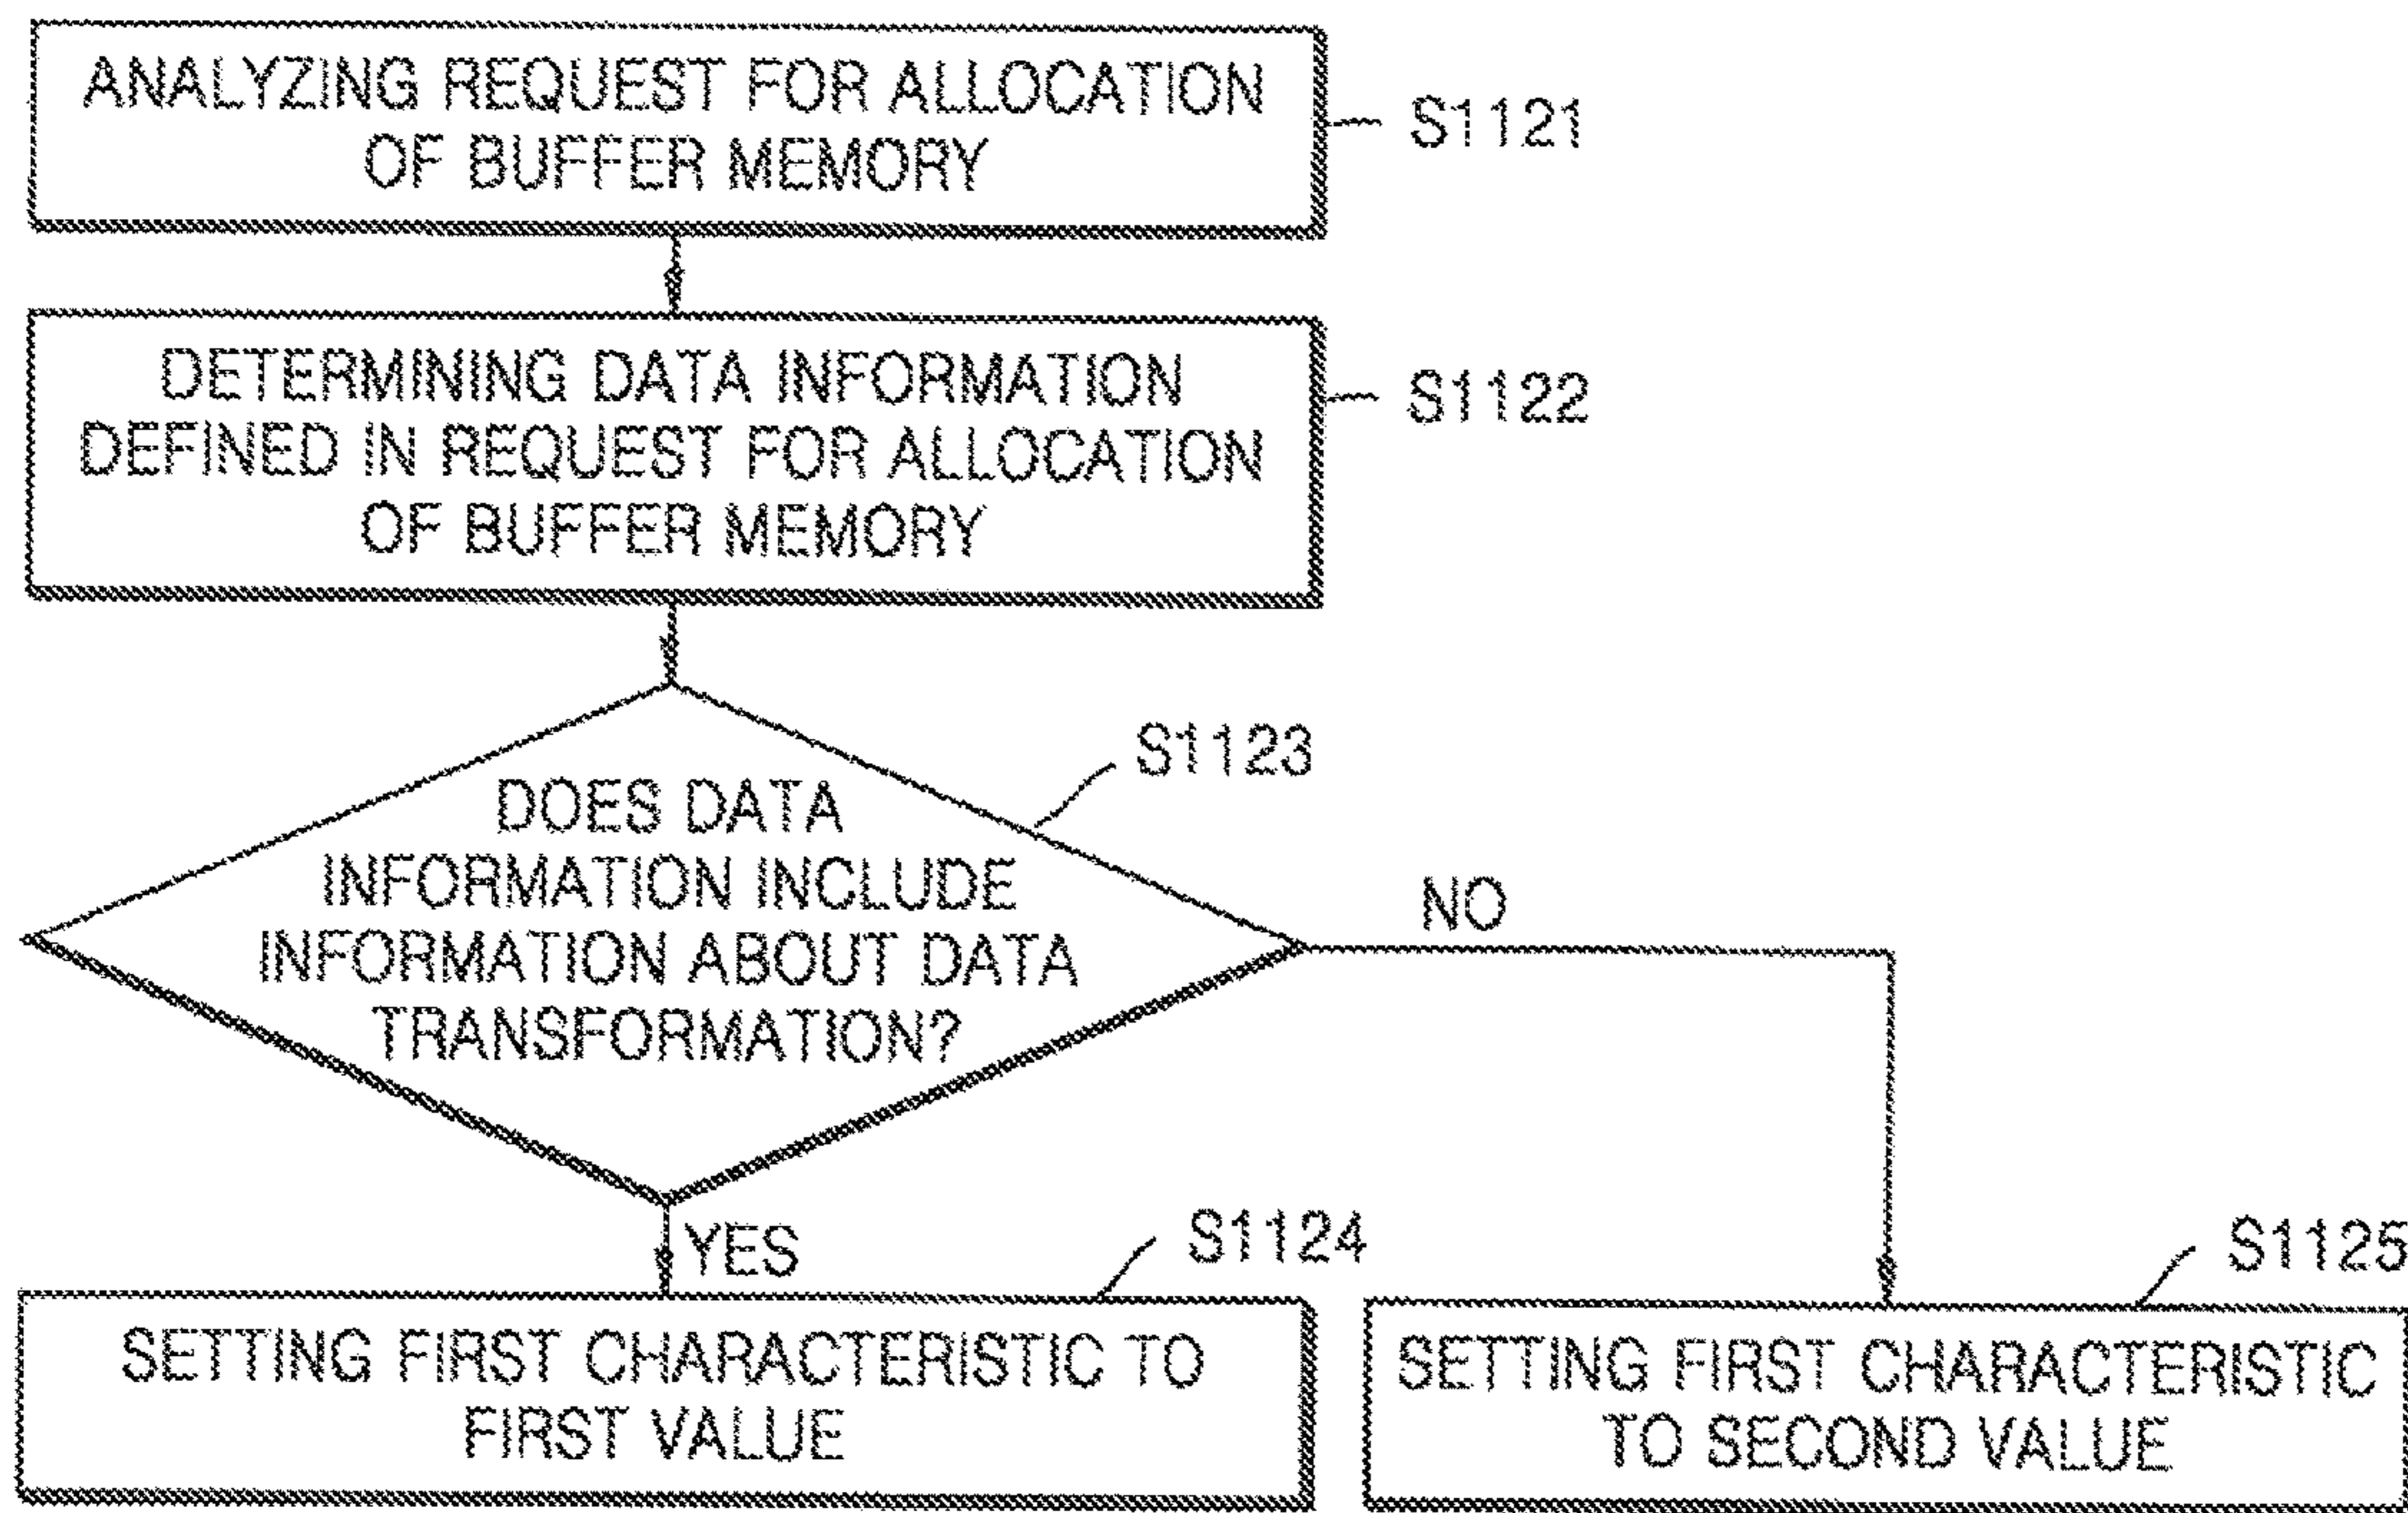 ANALYZING REQUEST FOR ALLOCATION
OF BUFFER MEMORY
S1121
DETERMINING DATA INFORMATION
DEFINED IN REQUEST FOR ALLOCATION
OF BUFFER MEMORY
S1122
S1123
DOES DATA
INFORMATION INCLUDE
INFORMATION ABOUT DATA
TRANSFORMATION?
NO
YES
S1124
S1125
SETTING FIRST CHARACTERISTIC TO
FIRST VALUE
SETTING FIRST CHARACTERISTIC
TO SECOND VALUE